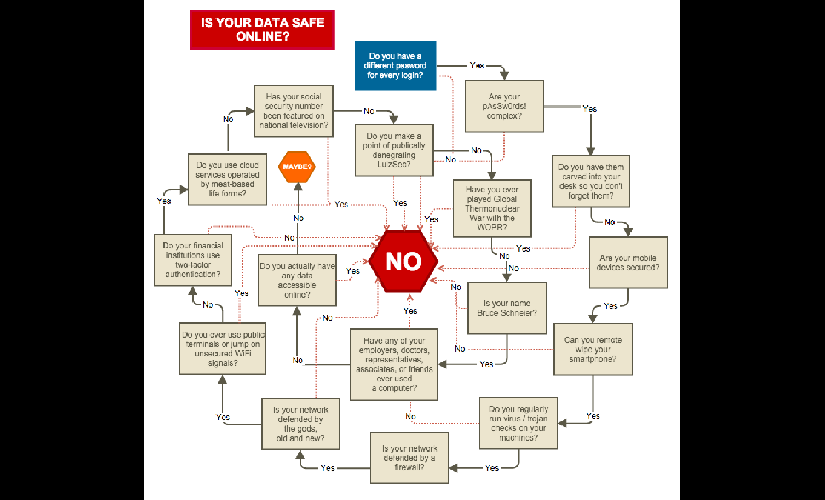 IS YOUR DATA SAFE
ONLINE?
Do you have a
different pasword
for every login?
Yes
Are your
pAsSw0rds!
complex?
Yes
Has your social
security number
been featured on
national television?
No
No
Do you make a
point of publically
denegrating
LulzSec?
No
No
Do you use cloud
services operated
by meat-based
life forms?
MAYBE?
Do you have them
carved into your
desk so you don't
forget them?
Yes
Yes
Yes
Yes
Have you ever
played Global
Thermonuclear
War with the
WOPR?
No
No
No
Yes
Do your financial
institutions use
two factor
authentication?
Do you actually have
any data
accessible
online?
Yes
NO
No
No
Are your mobile
devices secured?
Yes
No
No
Yes
Is your name
Bruce Schneier?
Yes
No
Do you ever use public
terminals or jump on
unsecured WiFi
signals?
No
Have any of your
employers, doctors,
representatives,
associates, or friends
ever used
a computer?
Yes
No
Can you remote
wipe your
smartphone?
Yes
Is your network
defended by
the gods,
old and new?
Yes
No
Do you regularly
run virus / trojan
checks on your
machines?
Yes
Is your network
defended by a
firewall?
Yes